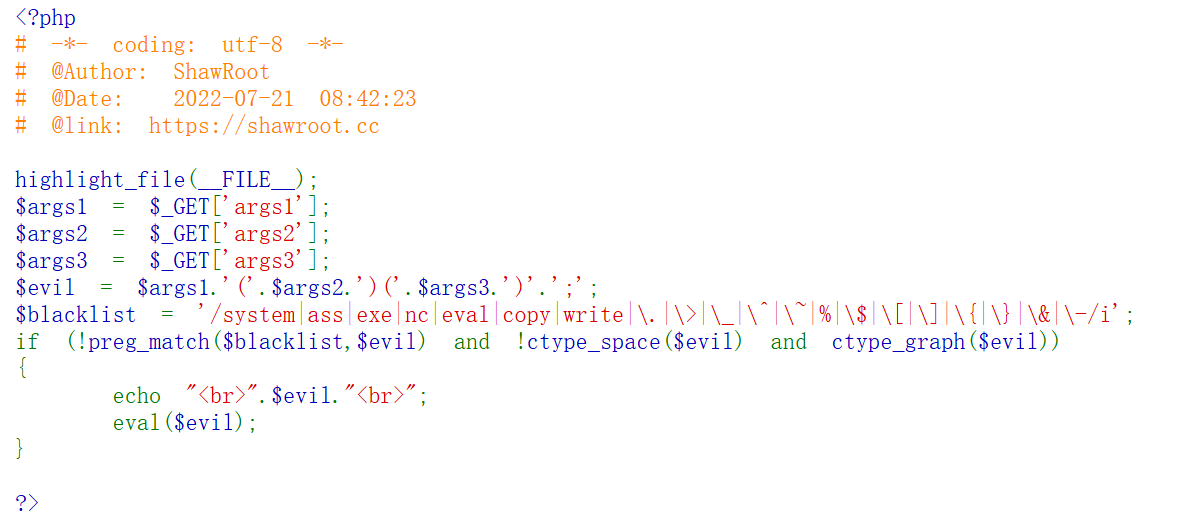 <?php
# -*- coding: utf-8 -*-
# @Author: ShawRoot
# @Date:   2022-07-21 08:42:23
# @link: https://shawroot.cc
highlight_file(__FILE__);
$args1 = $_GET['args1'];
$args2 = $_GET['args2'];
$args3 = $_GET['args3'];
$evil = $args1.'('.$args2.')('.$args3.')'.';';
$blacklist = '/system|ass|exe|nc|eval|copy|write|\.|\>|\_|\^|\~|%|\$|\[|\]|\{|\}|\&|\-/i';
if (!preg_match($blacklist,$evil) and !ctype_space($evil) and ctype_graph($evil))
{
        echo "<br>".$evil."<br>";
        eval($evil);
}
?>